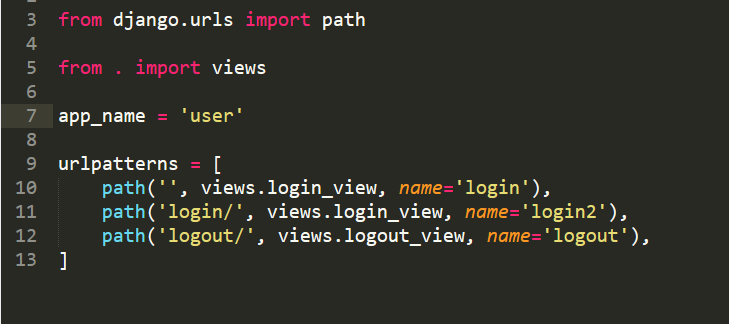 3 from django.urls import path
4
5 from . import views
6
7 app_name = 'user'
8
9 urlpatterns = [
10 path('', views.login_view, name='login'),
11 path('login/', views.login_view, name='login2'),
12 path('logout/', views.logout_view, name='logout'),
13 ]